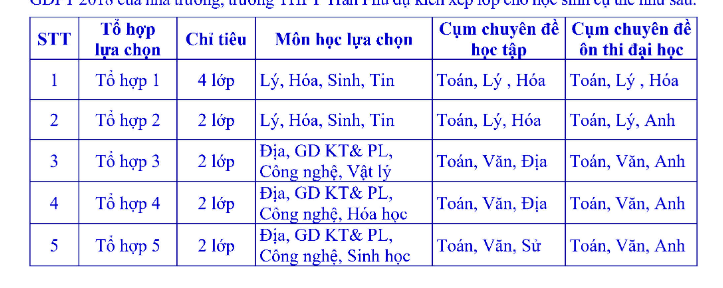 GDPT 2018 của nhà trường, trường THPT Trần Phú dự kiến xếp lớp cho học sinh cụ thể như sau:
STT Tổ hợp lựa chọn Chỉ tiêu Môn học lựa chọn Cụm chuyên đề học tập Cụm chuyên đề ôn thi đại học
1 Tổ hợp 1 4 lớp Lý, Hóa, Sinh, Tin Toán, Lý , Hóa Toán, Lý , Hóa
2 Tổ hợp 2 2 lớp Lý, Hóa, Sinh, Tin Toán, Lý, Hóa Toán, Lý, Anh
3 Tổ hợp 3 2 lớp Địa, GD KT& PL, Công nghệ, Vật lý Toán, Văn, Địa Toán, Văn, Anh
4 Tổ hợp 4 2 lớp Địa, GD KT& PL, Công nghệ, Hóa học Toán, Văn, Địa Toán, Văn, Anh
5 Tổ hợp 5 2 lớp Địa, GD KT& PL, Công nghệ, Sinh học Toán, Văn, Sử Toán, Văn, Anh